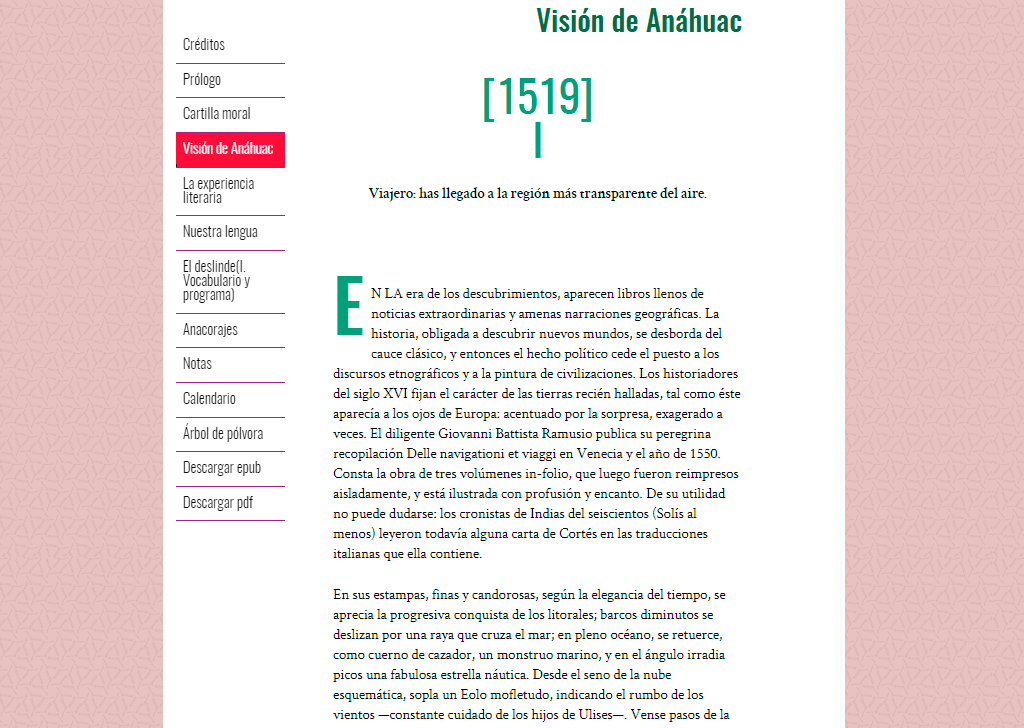 Visión de Anáhuac
Créditos
Prólogo
Cartilla moral
Visión de Anáhuac
La experiencia
literaria
Nuestra lengua
El deslinde(I.
Vocabulario y
programa)
Anacorajes
Notas
Calendario
Árbol de pólvora
Descargar epub
Descargar pdf
[1519]
I
Viajero: has llegado a la región más transparente del aire.
EN LA era de los descubrimientos, aparecen libros llenos de
noticias extraordinarias y amenas narraciones geográficas. La
historia, obligada a descubrir nuevos mundos, se desborda del
cauce clásico, y entonces el hecho político cede el puesto a los
discursos etnográficos y a la pintura de civilizaciones. Los historiadores
del siglo XVI fijan el carácter de las tierras recién halladas, tal como éste
aparecía a los ojos de Europa: acentuado por la sorpresa, exagerado a
veces. El diligente Giovanni Battista Ramusio publica su peregrina
recopilación Delle navigationi et viaggi en Venecia y el año de 1550.
Consta la obra de tres volúmenes in-folio, que luego fueron reimpresos
aisladamente, y está ilustrada con profusión y encanto. De su utilidad
no puede dudarse: los cronistas de Indias del seiscientos (Solís al
menos) leyeron todavía alguna carta de Cortés en las traducciones
italianas que ella contiene.
En sus estampas, finas y candorosas, según la elegancia del tiempo, se
aprecia la progresiva conquista de los litorales; barcos diminutos se
deslizan por una raya que cruza el mar; en pleno océano, se retuerce,
como cuerno de cazador, un monstruo marino, y en el ángulo irradia
picos una fabulosa estrella náutica. Desde el seno de la nube
esquemática, sopla un Eolo mofletudo, indicando el rumbo de los
vientos —constante cuidado de los hijos de Ulises—. Vense pasos de la